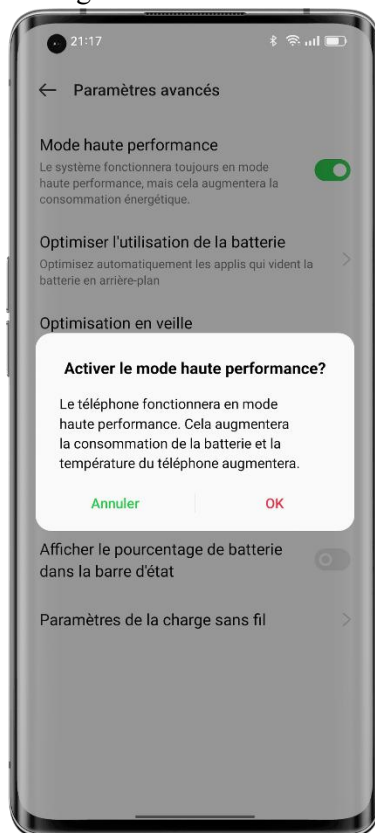 21:17
Paramètres avancés
Mode haute performance
Le système fonctionnera toujours en mode
haute performance, mais cela augmentera la
consommation énergétique.
Optimiser l'utilisation de la batterie
Optimisez automatiquement les applis qui vident la
batterie en arrière-plan
Optimisation en veille
Activer le mode haute performance?
Le téléphone fonctionnera en mode
haute performance. Cela augmentera
la consommation de la batterie et la
température du téléphone augmentera.
Annuler OK
Afficher le pourcentage de batterie
dans la barre d'état
Paramètres de la charge sans fil